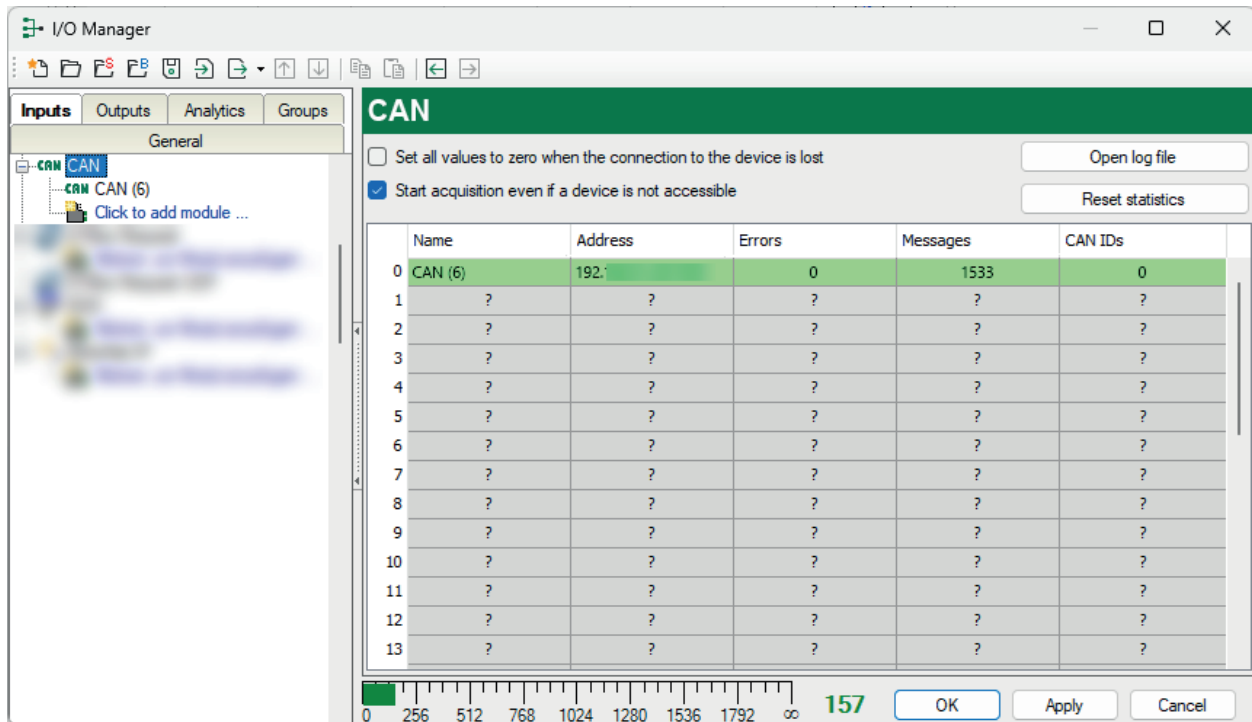 I/O Manager
Inputs Outputs Analytics Groups
General
CAN CAN
CAN CAN (6)
Click to add module ...
CAN
Set all values to zero when the connection to the device is lost
Open log file
Start acquisition even if a device is not accessible
Reset statistics
Name Address Errors Messages CAN IDs
0 CAN (6) 192. 0 1533 0
1 ? ? ? ? ?
2 ? ? ? ? ?
3 ? ? ? ? ?
4 ? ? ? ? ?
5 ? ? ? ? ?
6 ? ? ? ? ?
7 ? ? ? ? ?
8 ? ? ? ? ?
9 ? ? ? ? ?
10 ? ? ? ? ?
11 ? ? ? ? ?
12 ? ? ? ? ?
13 ? ? ? ? ?
0 256 512 768 1024 1280 1536 1792 ∞ 157 OK Apply Cancel